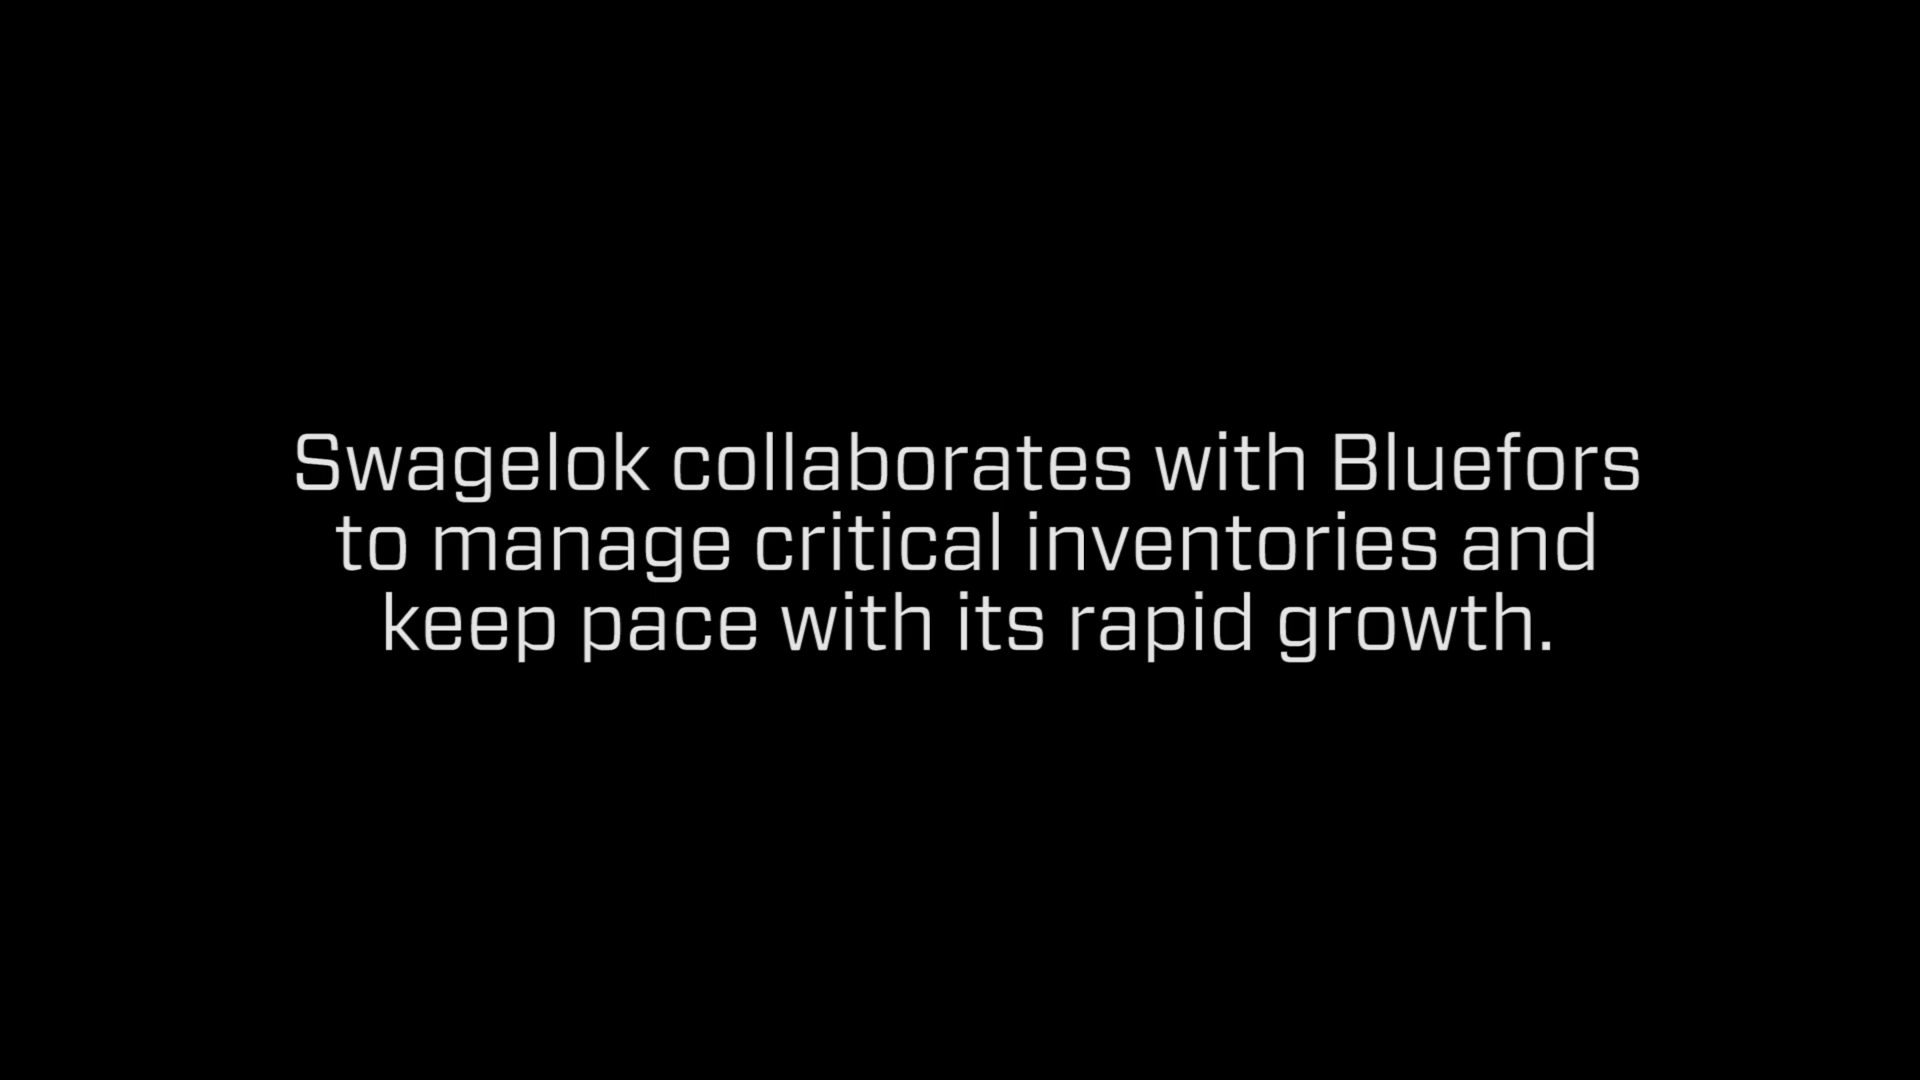 Swagelok collaborates with Bluefors
to manage critical inventories and
keep pace with its rapid growth.